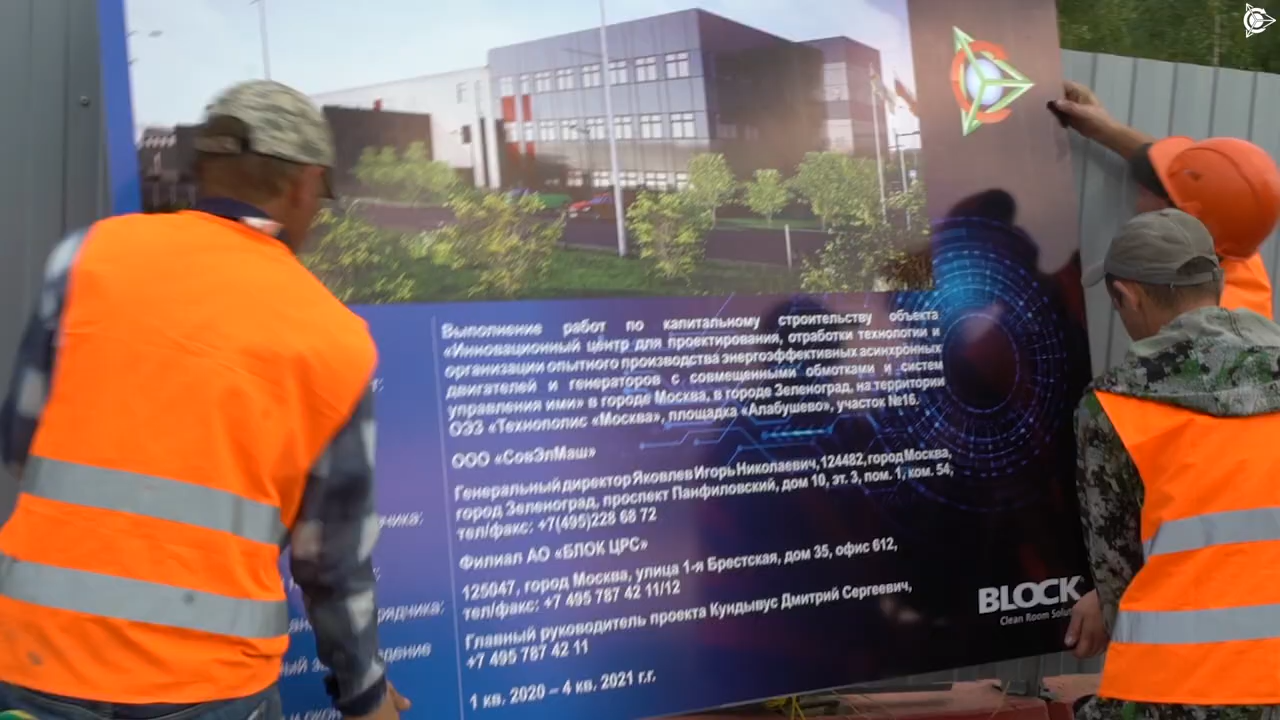 Выполнение работ по капитальному строительству объекта
«Инновационный центр для проектирования, отработки технологии и
организации опытного производства энергоэффективных асинхронных
двигателей и генераторов с совмещенными обмотками и систем
управления ими» в городе Москва, в городе Зеленоград, на территории
ОЭЗ «Технополис «Москва», площадка «Алабушево», участок №16.
ООО «СовЭлМаш»
Генеральный директор Яковлев Игорь Николаевич, 124482, город Москва,
город Зеленоград, проспект Панфиловский, дом 10, эт. 3, пом. 1, ком. 54,
тел/факс: +7(495)228 68 72
Филиал АО «БЛОК ЦРС»
125047, город Москва, улица 1-я Брестская, дом 35, офис 612,
тел/факс: +7 495 787 42 11/12
Главный руководитель проекта Кундывус Дмитрий Сергеевич,
+7 495 787 42 11
1 кв. 2020 – 4 кв. 2021 г.г.
BLOCK
Clean Room